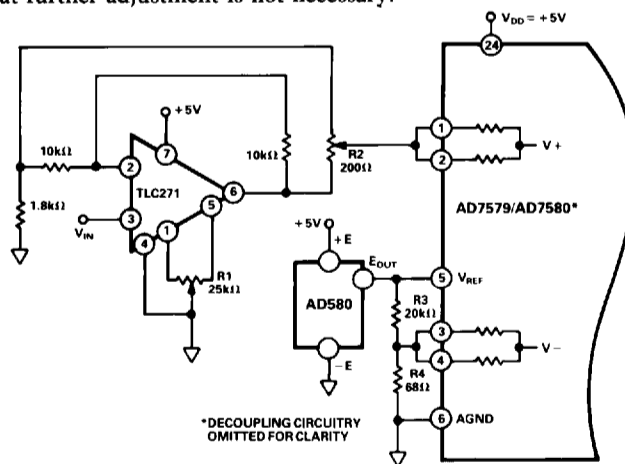 at further adjustment is not necessary.
V_DD = +5V
24
+5V
10kΩ
7
10kΩ
R2
200Ω
1
2
V+
2
TLC271
6
1.8kΩ
5
3
V_IN
4
1
AD7579/AD7580*
+5V
+E
E_OUT
5
V_REF
R1
25kΩ
AD580
R3
20kΩ
3
4
V−
−E
R4
68Ω
6
AGND
*DECOUPLING CIRCUITRY
OMITTED FOR CLARITY